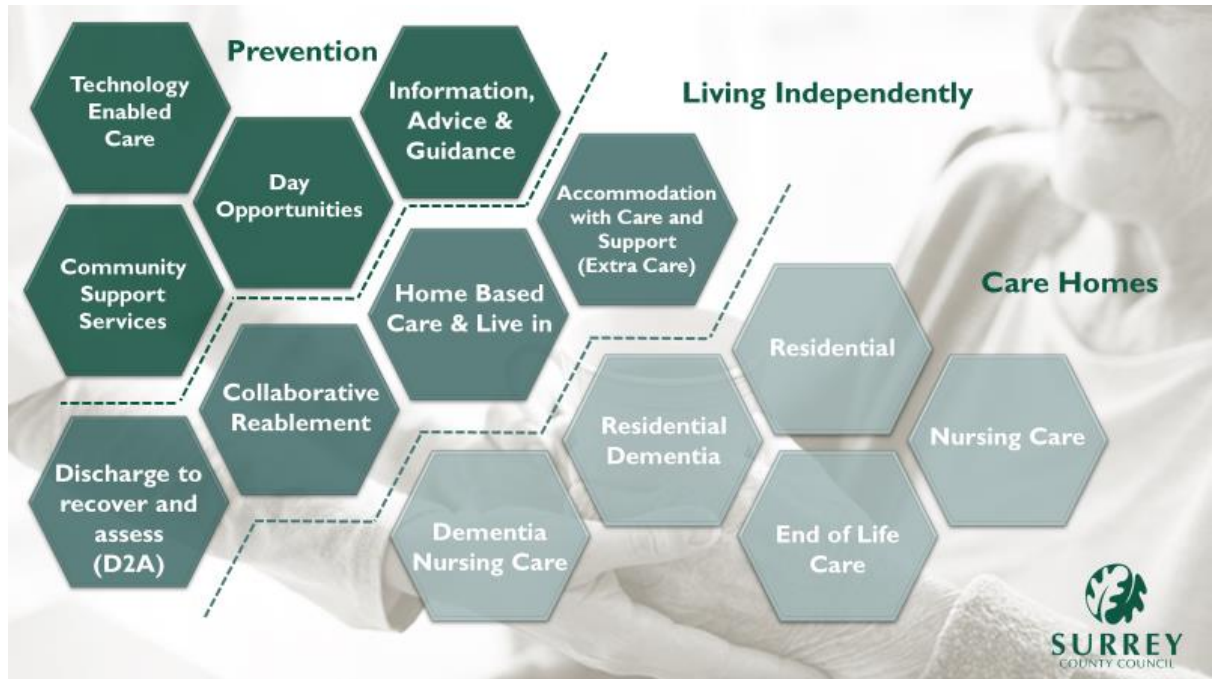 Prevention
Technology
Enabled
Care
Information,
Advice &
Guidance
Day
Opportunities
Community
Support
Services
Living Independently
Accommodation
with Care and
Support
(Extra Care)
Home Based
Care & Live in
Collaborative
Reablement
Discharge to
recover and
assess
(D2A)
Care Homes
Residential
Residential
Dementia
Nursing Care
Dementia
Nursing Care
End of Life
Care
SURREY
COUNTY COUNCIL